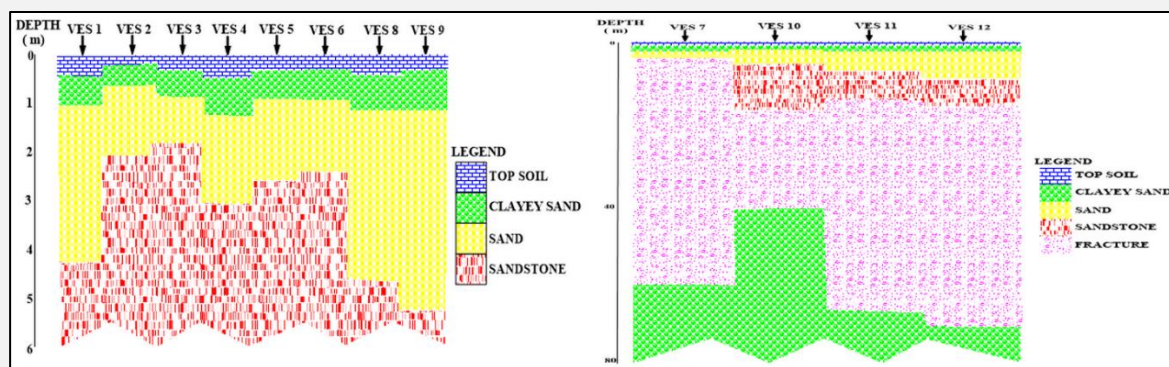 DEPTH
(m)
VES 1 VES 2 VES 3 VES 4 VES 5 VES 6 VES 8 VES 9
0
1
2
3
4
5
6
LEGEND
TOP SOIL
CLAYEY SAND
SAND
SANDSTONE
DEPTH
(m)
VES 7 VES 10 VES 11 VES 12
0
40
80
LEGEND
TOP SOIL
CLAYEY SAND
SAND
SANDSTONE
FRACTURE